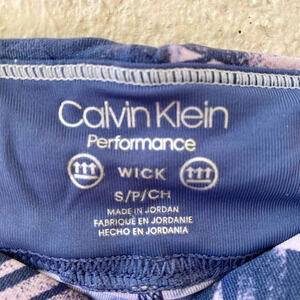 Calvin Klein
Performance
WICK
S/P/CH
MADE IN JORDAN
FABRIQUÉ EN JORDANIE
HECHO EN JORDANIA